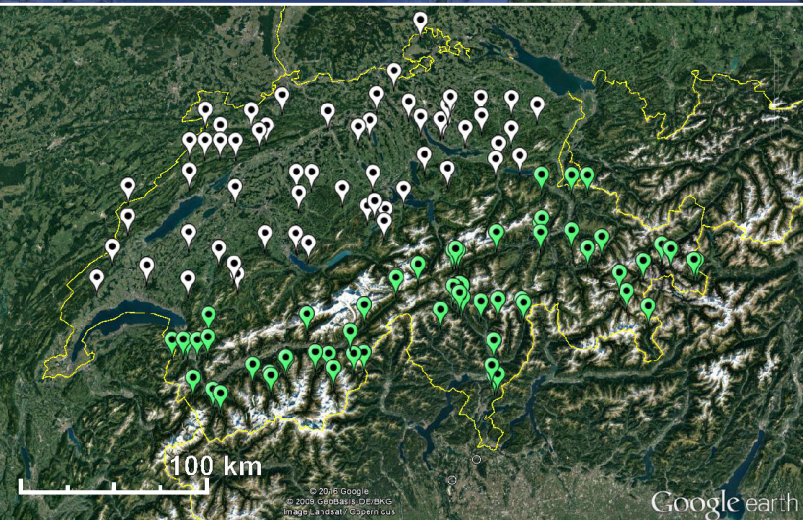 100 km
© 2016 Google
© 2009 GeoBasis-DE/BKG
Image Landsat / Copernicus
Google earth